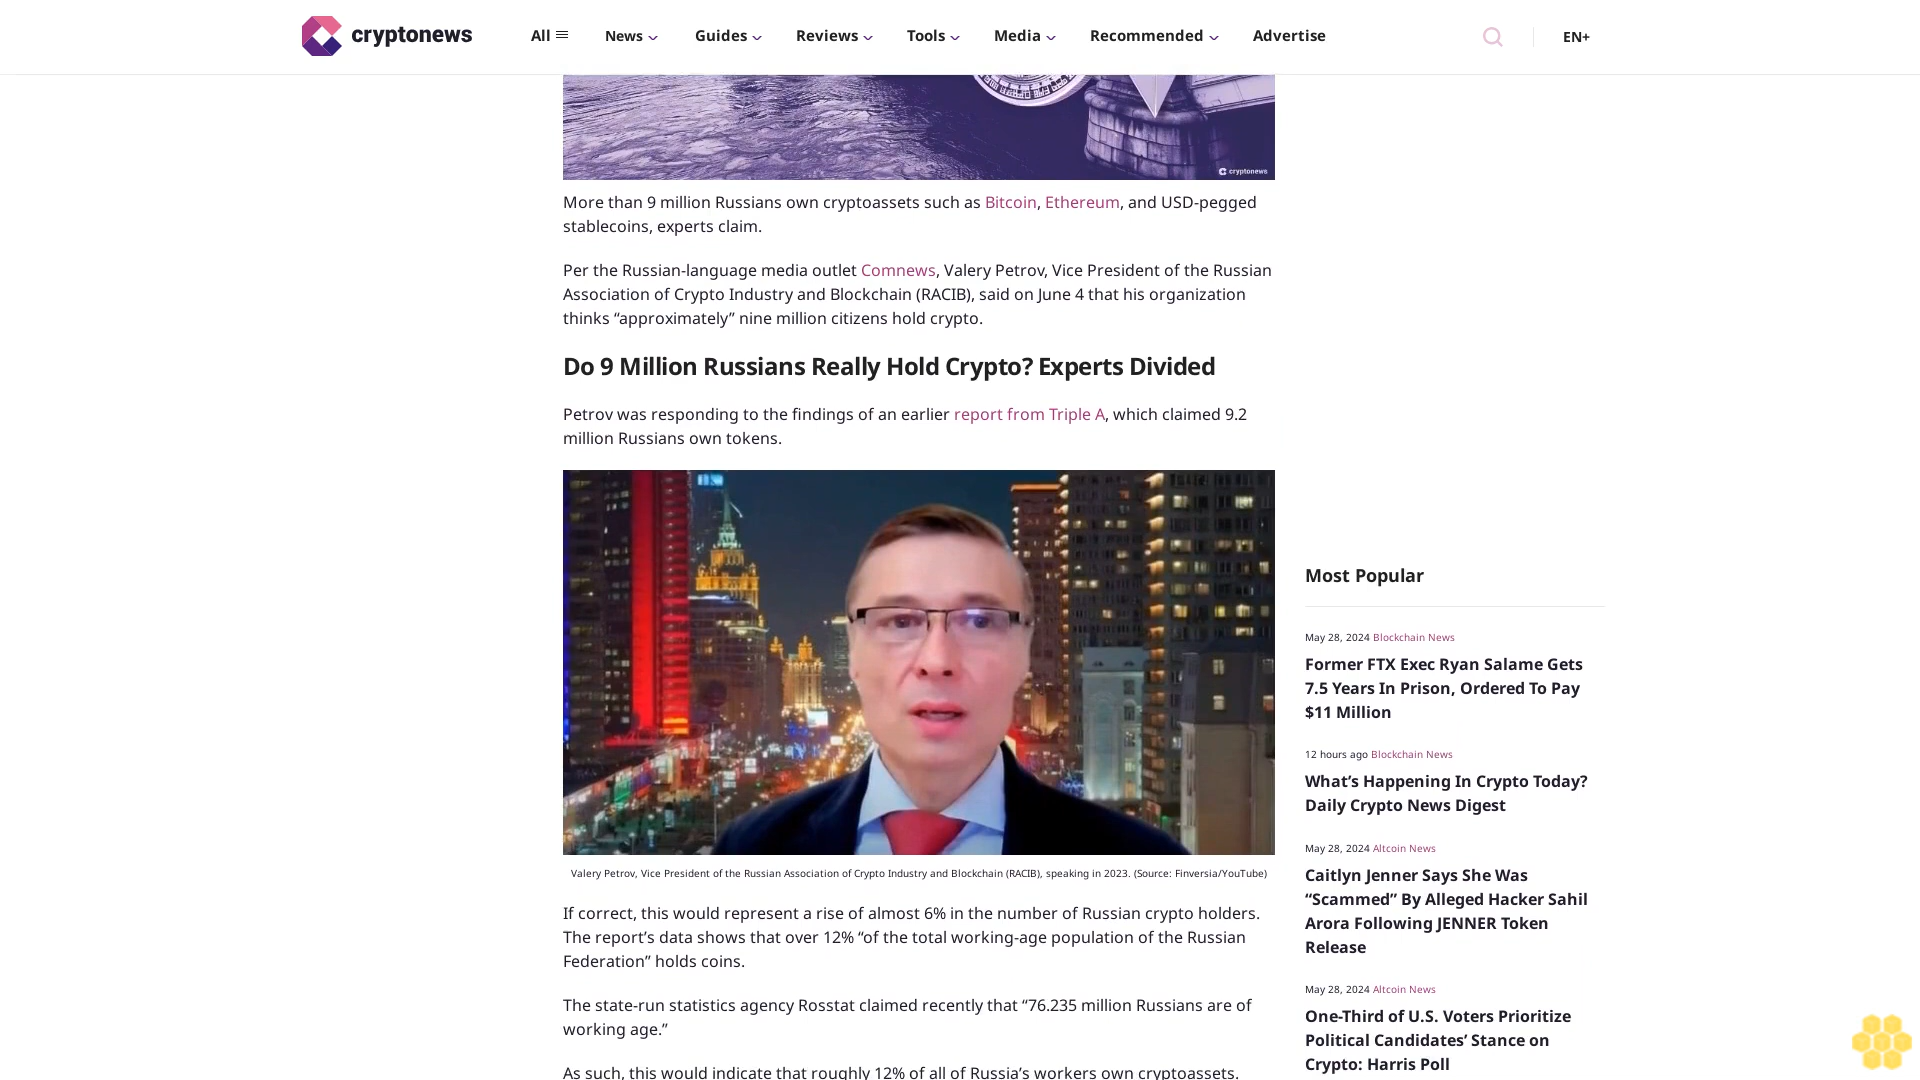 cryptonews
All
News
Guides
Reviews
Tools
Media
Recommended
Advertise
EN+
cryptonews
More than 9 million Russians own cryptoassets such as Bitcoin, Ethereum, and USD-pegged
stablecoins, experts claim.
Per the Russian-language media outlet Comnews, Valery Petrov, Vice President of the Russian
Association of Crypto Industry and Blockchain (RACIB), said on June 4 that his organization
thinks “approximately” nine million citizens hold crypto.
Do 9 Million Russians Really Hold Crypto? Experts Divided
Petrov was responding to the findings of an earlier report from Triple A, which claimed 9.2
million Russians own tokens.
Valery Petrov, Vice President of the Russian Association of Crypto Industry and Blockchain (RACIB), speaking in 2023. (Source: Finversia/YouTube)
If correct, this would represent a rise of almost 6% in the number of Russian crypto holders.
The report’s data shows that over 12% “of the total working-age population of the Russian
Federation” holds coins.
The state-run statistics agency Rosstat claimed recently that “76.235 million Russians are of
working age.”
As such, this would indicate that roughly 12% of all of Russia’s workers own cryptoassets.
Most Popular
May 28, 2024 Blockchain News
Former FTX Exec Ryan Salame Gets
7.5 Years In Prison, Ordered To Pay
$11 Million
12 hours ago Blockchain News
What’s Happening In Crypto Today?
Daily Crypto News Digest
May 28, 2024 Altcoin News
Caitlyn Jenner Says She Was
“Scammed” By Alleged Hacker Sahil
Arora Following JENNER Token
Release
May 28, 2024 Altcoin News
One-Third of U.S. Voters Prioritize
Political Candidates’ Stance on
Crypto: Harris Poll